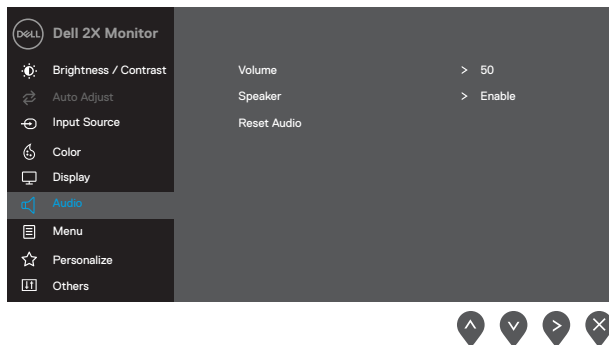 DELL Dell 2X Monitor
Brightness / Contrast
Auto Adjust
Input Source
Color
Display
Audio
Menu
Personalize
Others
Volume > 50
Speaker > Enable
Reset Audio